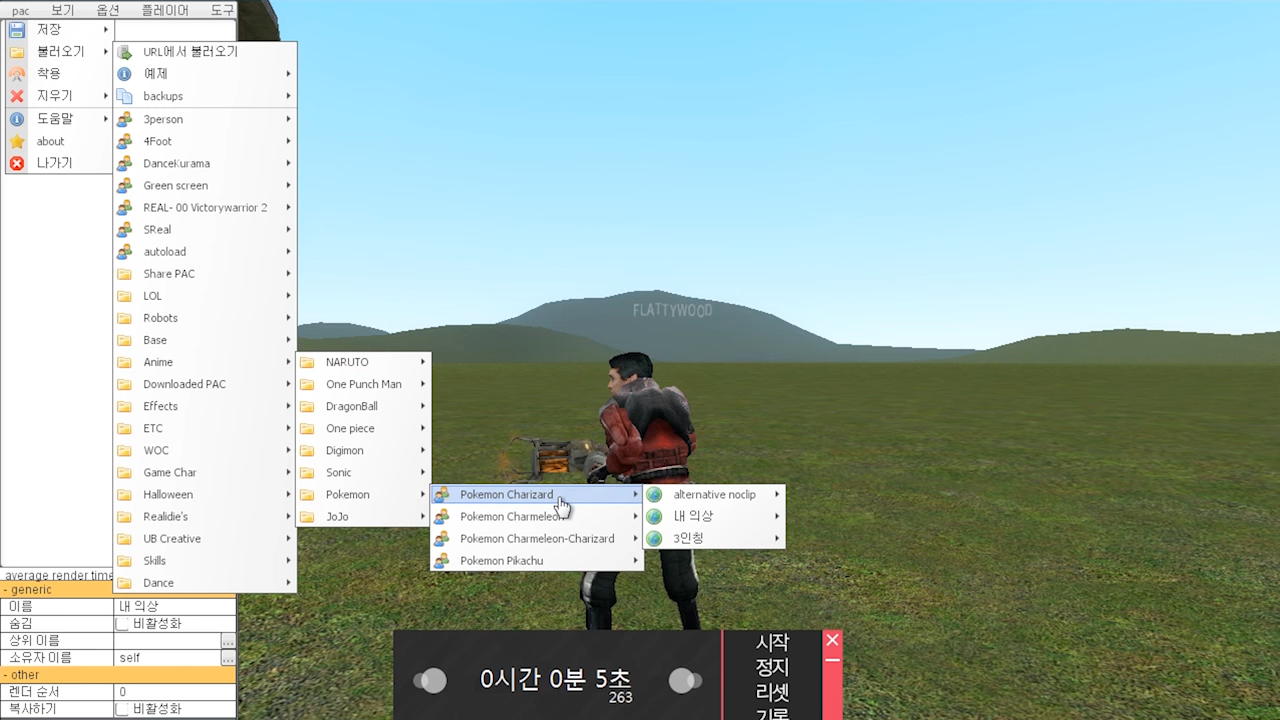 pac 보기 옵션 플레이어 도구
저장
불러오기
착용
지우기
도움말
about
나가기
URL에서 불러오기
예제
backups
3person
4Foot
DanceKurama
Green screen
REAL- 00 Victorywarrior 2
SReal
autoload
Share PAC
LOL
Robots
Base
Anime
Downloaded PAC
Effects
ETC
WOC
Game Char
Halloween
Realidie's
UB Creative
Skills
Dance
NARUTO
One Punch Man
DragonBall
One piece
Digimon
Sonic
Pokemon
JoJo
Pokemon Charizard
Pokemon Charmeleon
Pokemon Charmeleon-Charizard
Pokemon Pikachu
alternative noclip
내 의상
3인칭
FLATTYWOOD
average render time
- generic
이름 내 의상
숨김 비활성화
상위 이름 ...
소유자 이름 self ...
- other
렌더 순서 0
복사하기 비활성화
0시간 0분 5초
263
시작
정지
리셋
기록